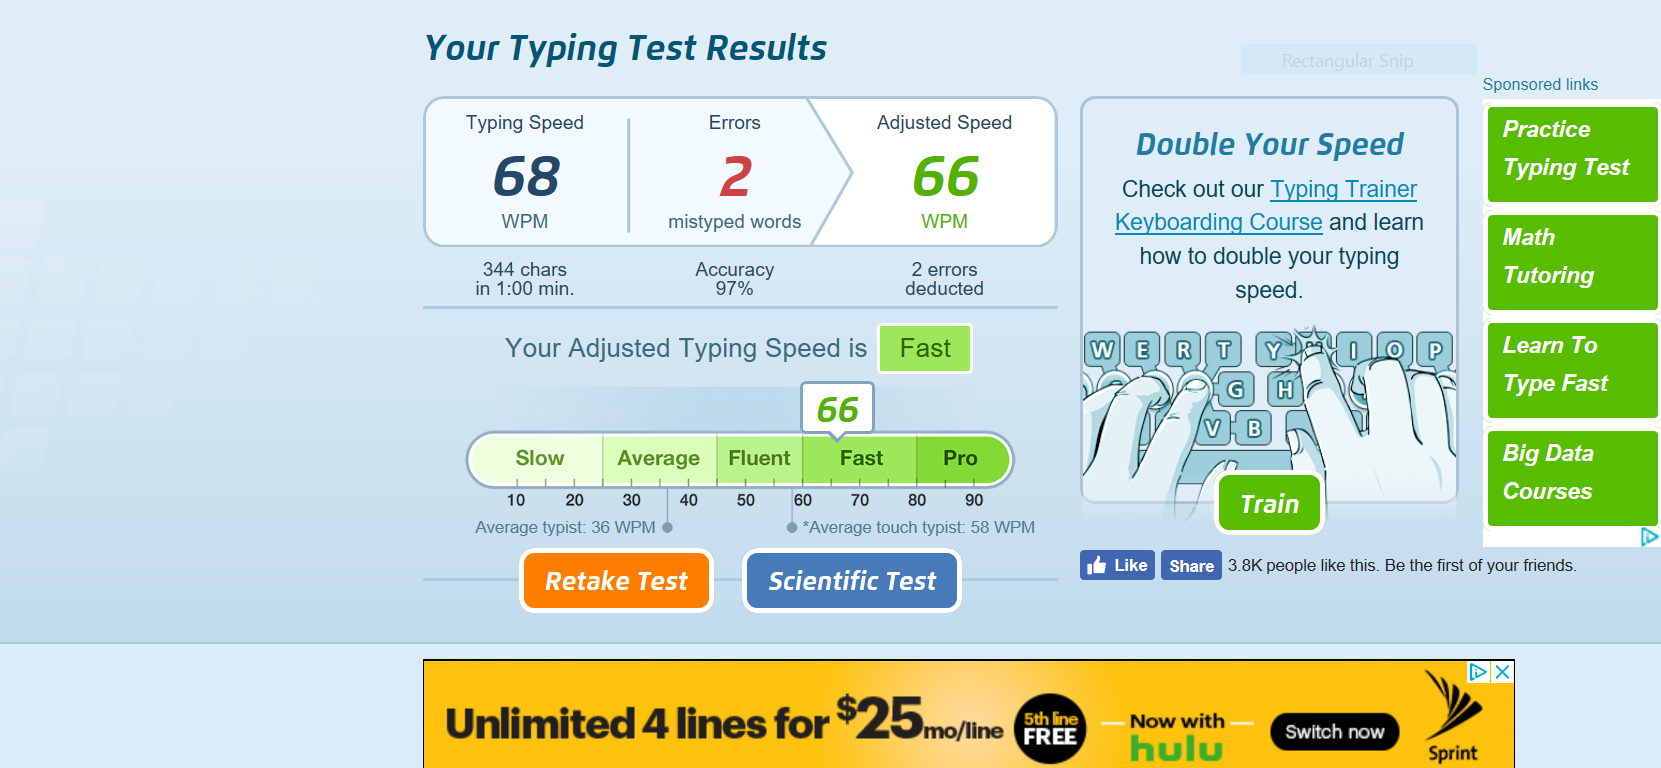 Your Typing Test Results
Rectangular Snip
Typing Speed
68
WPM
Errors
2
mistyped words
Adjusted Speed
66
WPM
344 chars
in 1:00 min.
Accuracy
97%
2 errors
deducted
Your Adjusted Typing Speed is Fast
66
Slow Average Fluent Fast Pro
10 20 30 40 50 60 70 80 90
Average typist: 36 WPM
*Average touch typist: 58 WPM
Retake Test
Scientific Test
Double Your Speed
Check out our Typing Trainer
Keyboarding Course and learn
how to double your typing
speed.
W E R T Y I O P
G H
V B
Train
Like Share 3.8K people like this. Be the first of your friends.
Sponsored links
Practice
Typing Test
Math
Tutoring
Learn To
Type Fast
Big Data
Courses
Unlimited 4 lines for $25mo/line
5th line
FREE
Now with
hulu
Switch now
Sprint